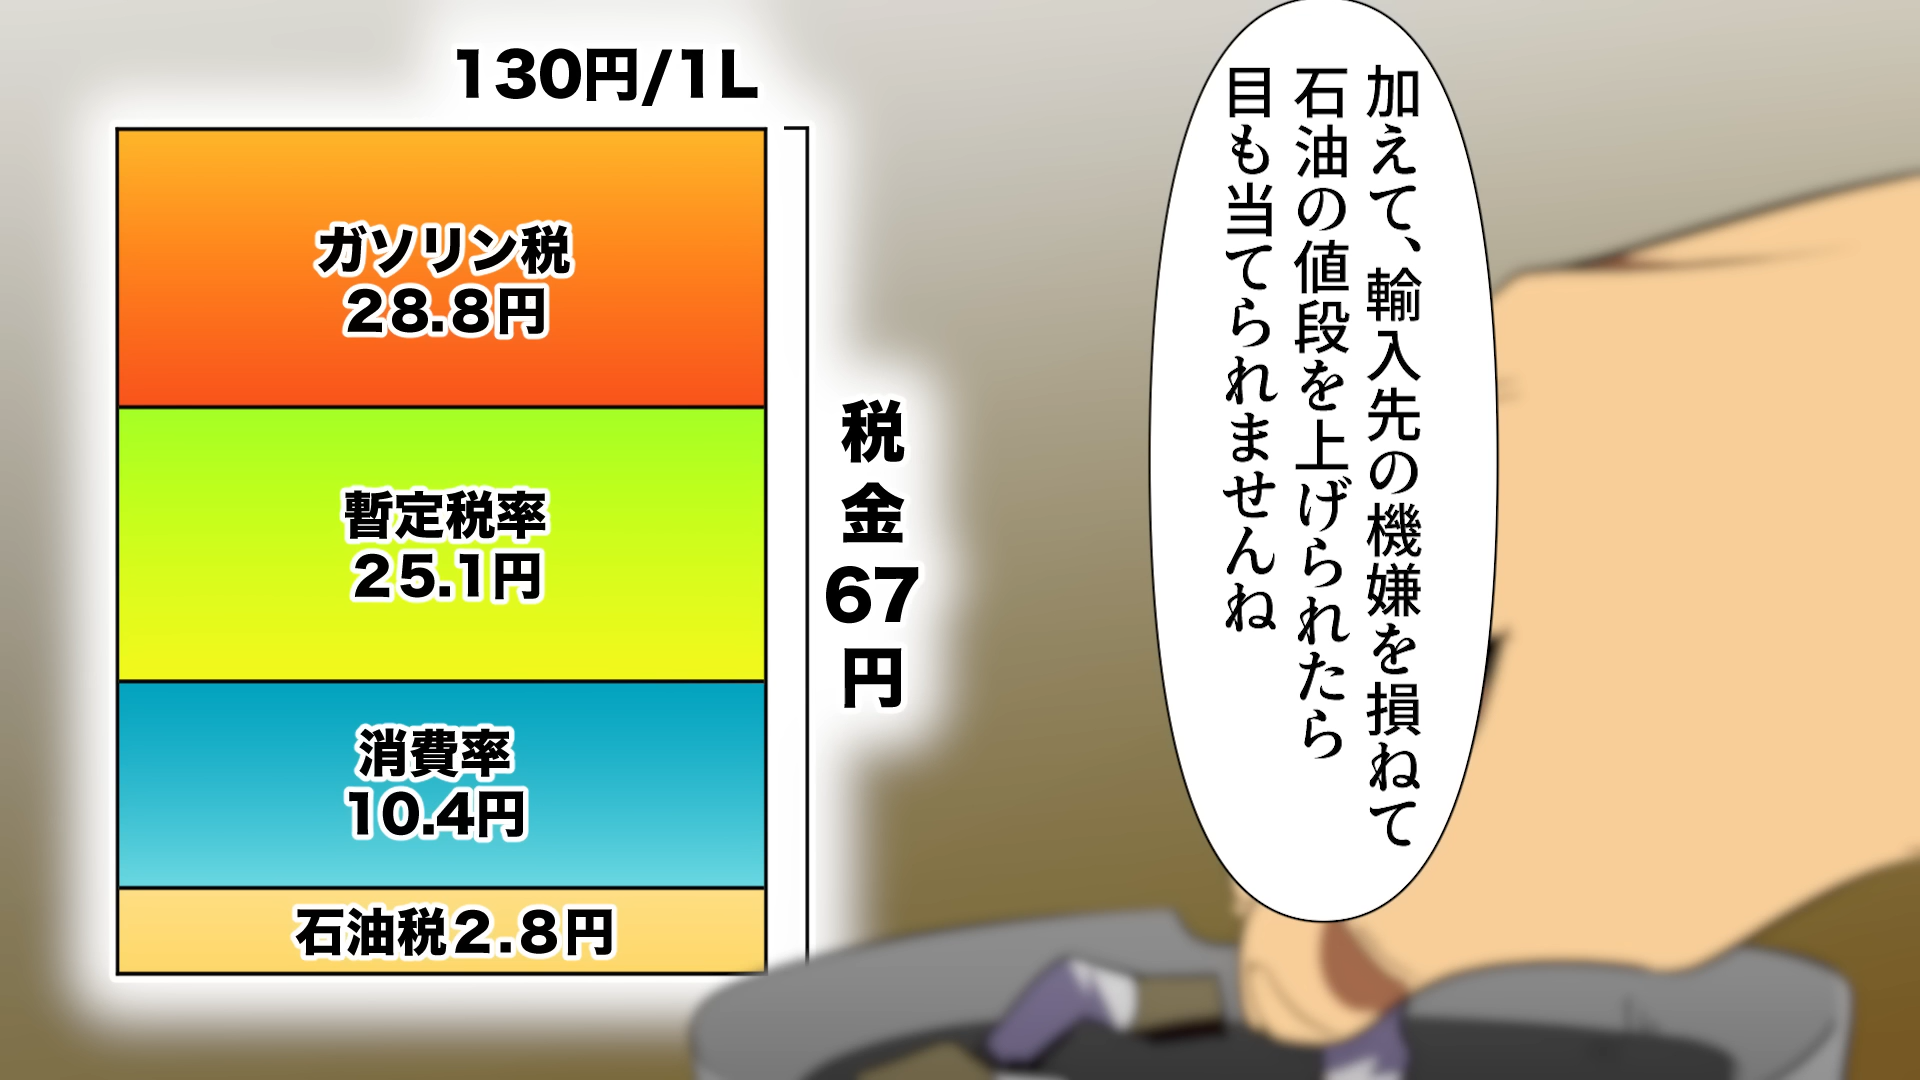 130円/1L
ガソリン税
28.8円
暫定税率
25.1円
消費率
10.4円
石油税2.8円
税金67円
加えて、輸入先の機嫌を損ねて
石油の値段を上げられたら
目も当てられませんね